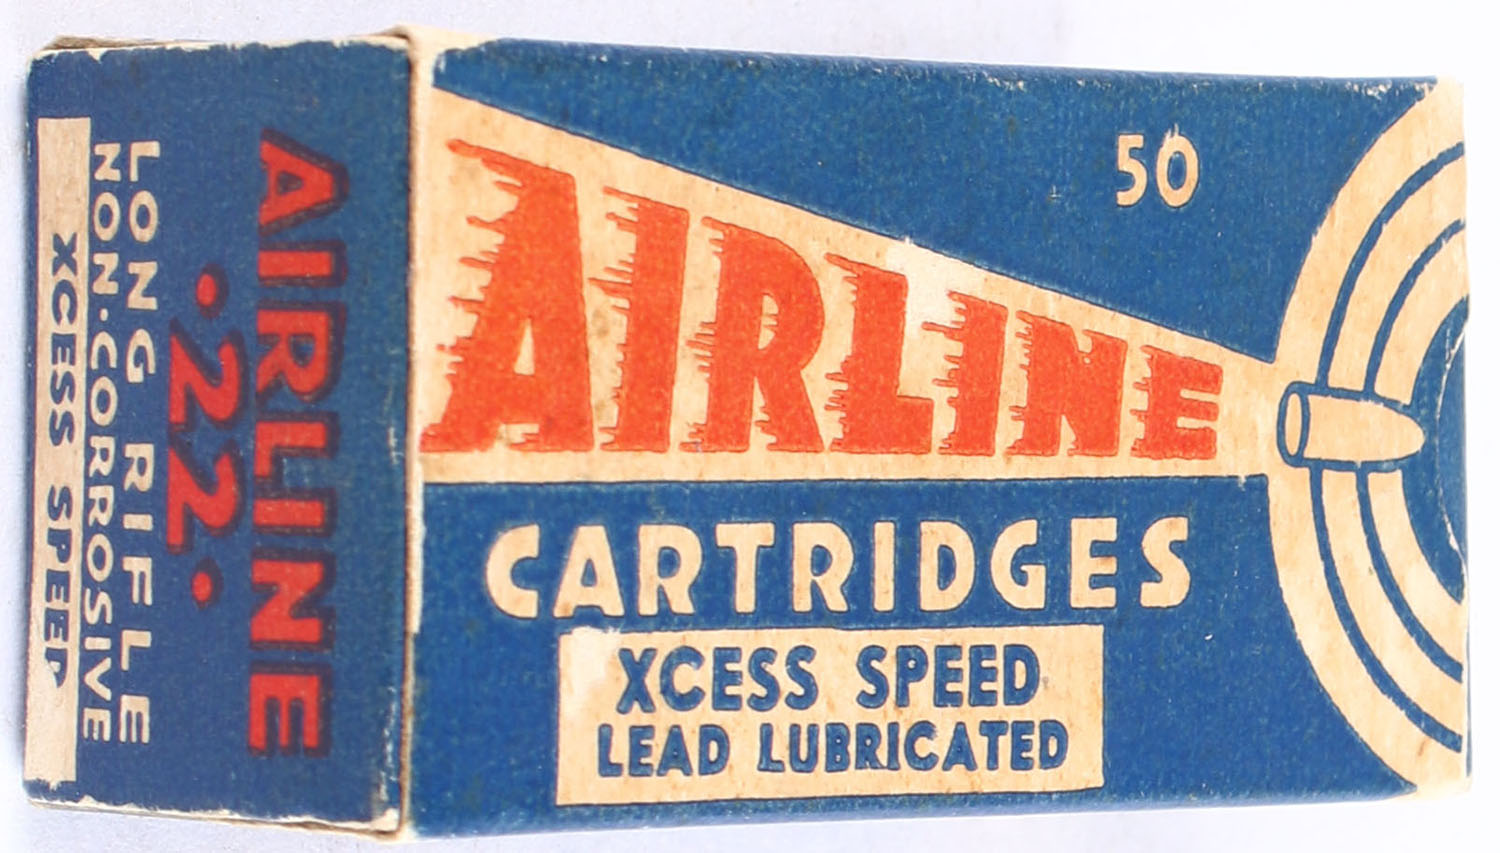 50
AIRLINE
CARTRIDGES
XCESS SPEED
LEAD LUBRICATED
AIRLINE
.22.
LONG RIFLE
NON-CORROSIVE
XCESS SPEED